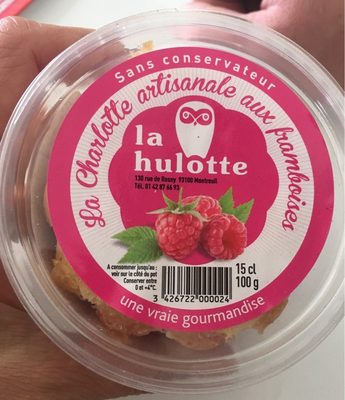 Sans conservateur
La Charlotte artisanale aux framboises
la
hulotte
130 rue de Rosny 93100 Montreuil
Tél. 01 42 87 66 93
A consommer jusqu'au :
voir sur le côté du pot
Conserver entre
0 et +4°C.
15 cl
100 g
3 426722 000024
une vraie gourmandise